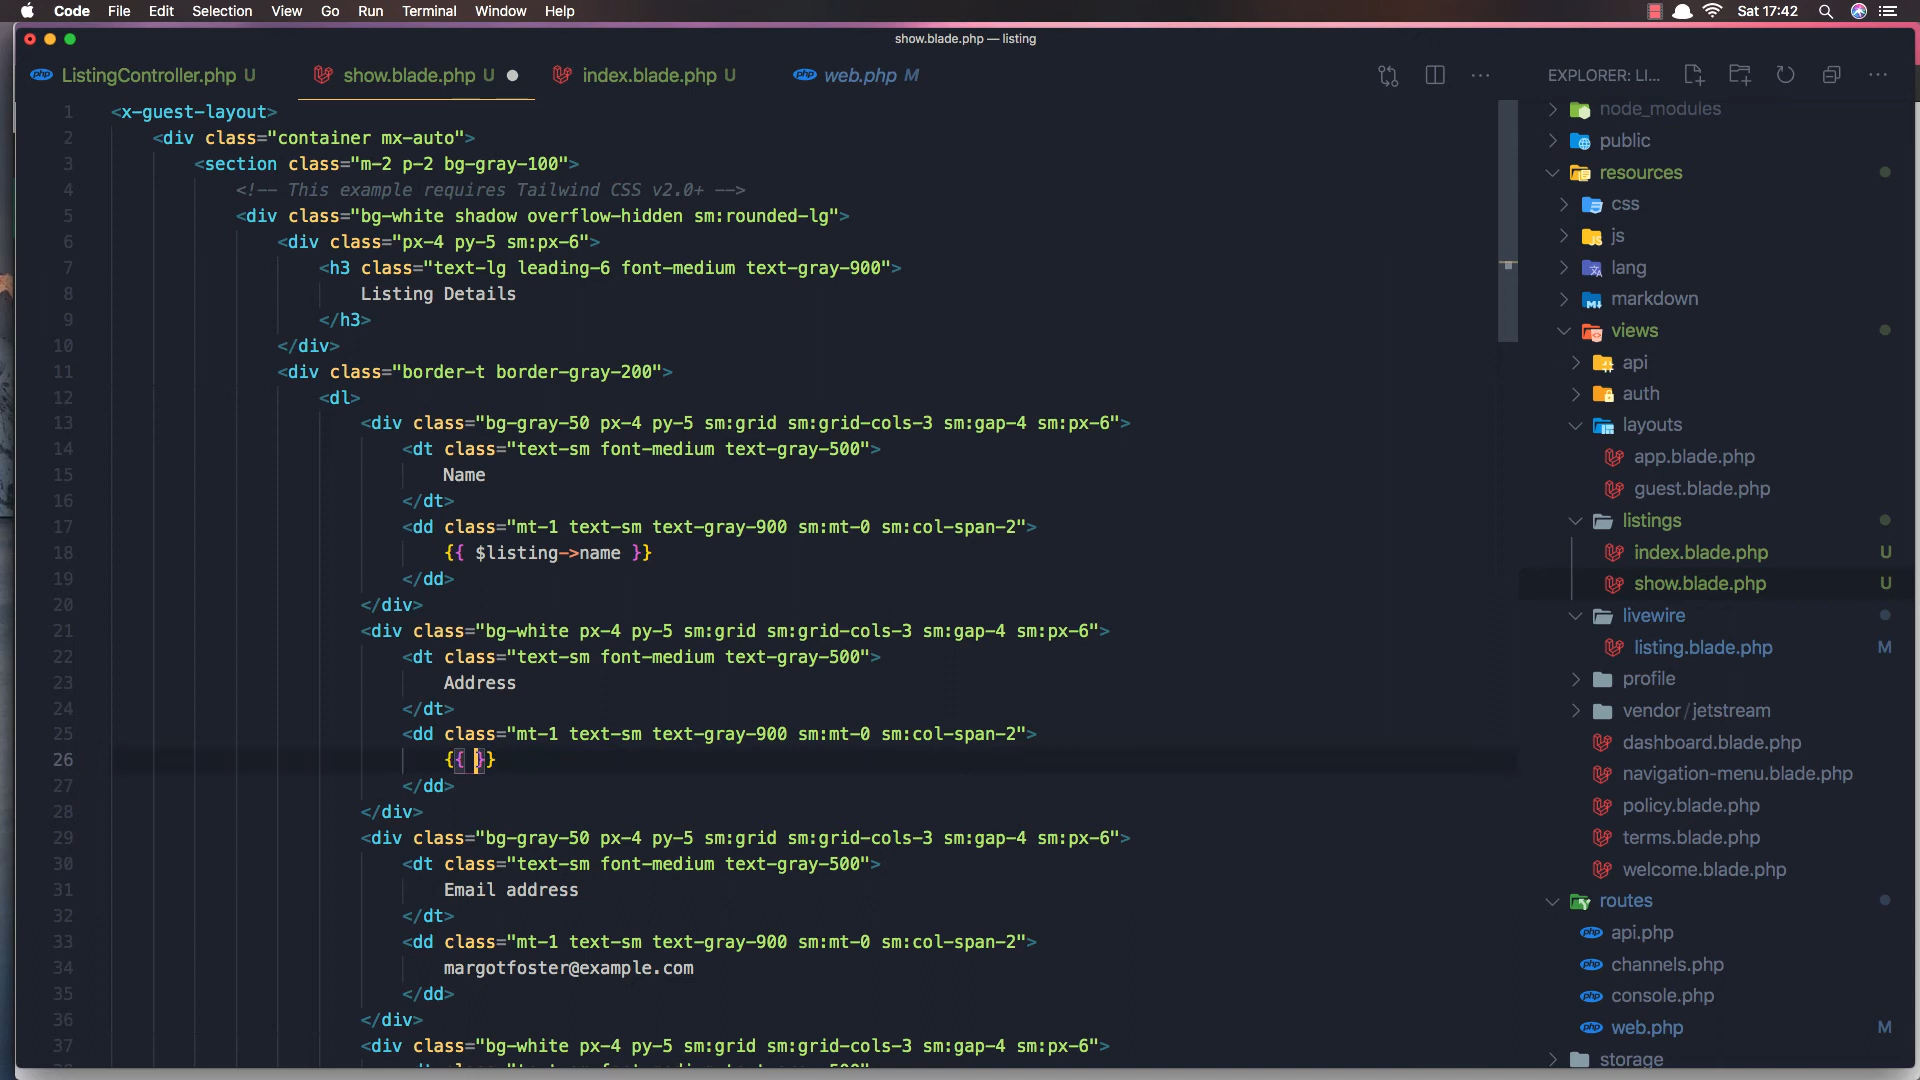 Code File Edit Selection View Go Run Terminal Window Help Sat 17:42
show.blade.php — listing
php ListingController.php U show.blade.php U index.blade.php U php web.php M EXPLORER: LI...
1 <x-guest-layout>
2 <div class="container mx-auto">
3 <section class="m-2 p-2 bg-gray-100">
4 <!-- This example requires Tailwind CSS v2.0+ -->
5 <div class="bg-white shadow overflow-hidden sm:rounded-lg">
6 <div class="px-4 py-5 sm:px-6">
7 <h3 class="text-lg leading-6 font-medium text-gray-900">
8 Listing Details
9 </h3>
10 </div>
11 <div class="border-t border-gray-200">
12 <dl>
13 <div class="bg-gray-50 px-4 py-5 sm:grid sm:grid-cols-3 sm:gap-4 sm:px-6">
14 <dt class="text-sm font-medium text-gray-500">
15 Name
16 </dt>
17 <dd class="mt-1 text-sm text-gray-900 sm:mt-0 sm:col-span-2">
18 {{ $listing->name }}
19 </dd>
20 </div>
21 <div class="bg-white px-4 py-5 sm:grid sm:grid-cols-3 sm:gap-4 sm:px-6">
22 <dt class="text-sm font-medium text-gray-500">
23 Address
24 </dt>
25 <dd class="mt-1 text-sm text-gray-900 sm:mt-0 sm:col-span-2">
26 {{ }}
27 </dd>
28 </div>
29 <div class="bg-gray-50 px-4 py-5 sm:grid sm:grid-cols-3 sm:gap-4 sm:px-6">
30 <dt class="text-sm font-medium text-gray-500">
31 Email address
32 </dt>
33 <dd class="mt-1 text-sm text-gray-900 sm:mt-0 sm:col-span-2">
34 margotfoster@example.com
35 </dd>
36 </div>
37 <div class="bg-white px-4 py-5 sm:grid sm:grid-cols-3 sm:gap-4 sm:px-6">
node_modules
public
resources
css
js
lang
markdown
views
api
auth
layouts
app.blade.php
guest.blade.php
listings
index.blade.php U
show.blade.php U
livewire
listing.blade.php M
profile
vendor/jetstream
dashboard.blade.php
navigation-menu.blade.php
policy.blade.php
terms.blade.php
welcome.blade.php
routes
php api.php
php channels.php
php console.php
php web.php M
storage